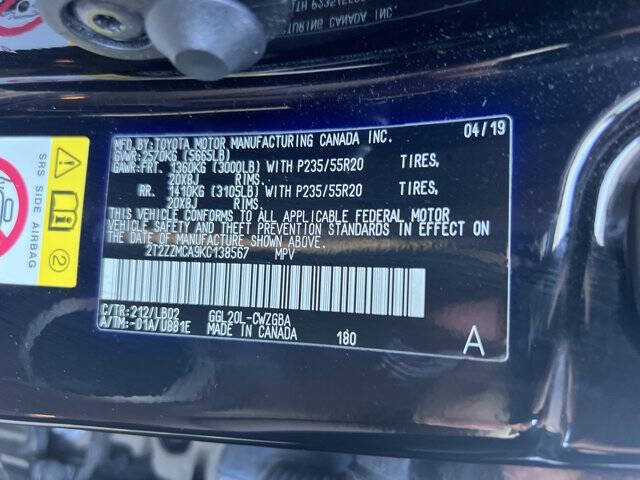 MFD. BY: TOYOTA MOTOR MANUFACTURING CANADA INC. 04/19
GVWR: 2570KG (5665LB)
GAWR: FRT. 1360KG (3000LB) WITH P235/55R20 TIRES,
20X8J RIMS.
RR. 1410KG (3105LB) WITH P235/55R20 TIRES,
20X8J RIMS.
THIS VEHICLE CONFORMS TO ALL APPLICABLE FEDERAL MOTOR
VEHICLE SAFETY AND THEFT PREVENTION STANDARDS IN EFFECT ON
THE DATE OF MANUFACTURE SHOWN ABOVE.
2T2ZZMCA9KC138567 MPV
C/TR: 212/LB02 GGL20L-CWZGBA
A/TM: -01A/U881E MADE IN CANADA 180
A
SRS SIDE AIRBAG
2